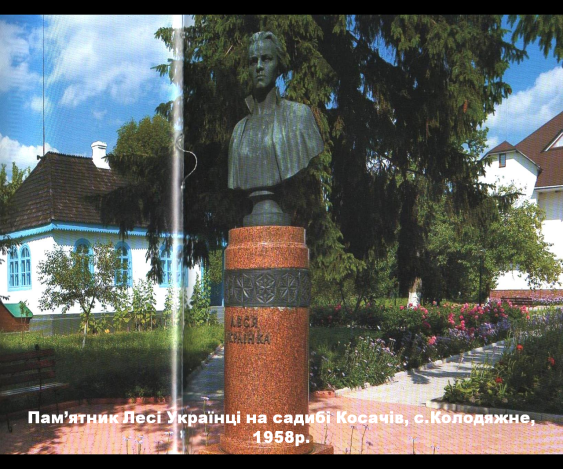 ЛЕСЯ
УКРАЇНКА
Пам’ятник Лесі Українці на садибі Косачів, с.Колодяжне,
1958р.